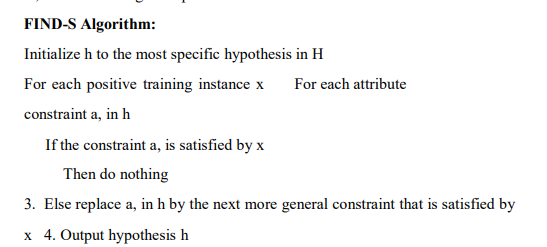 FIND-S Algorithm:
Initialize h to the most specific hypothesis in H
For each positive training instance x For each attribute
constraint a, in h
If the constraint a, is satisfied by x
Then do nothing
3. Else replace a, in h by the next more general constraint that is satisfied by
x 4. Output hypothesis h